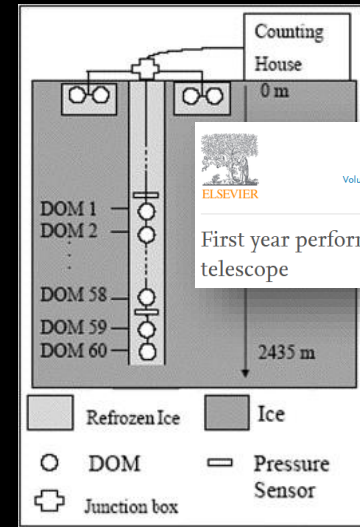 Counting
House
0 m
ELSEVIER
First year perform
telescope
DOM 1
DOM 2
DOM 58
DOM 59
DOM 60
2435 m
Refrozen Ice
Ice
DOM
Pressure
Sensor
Junction box